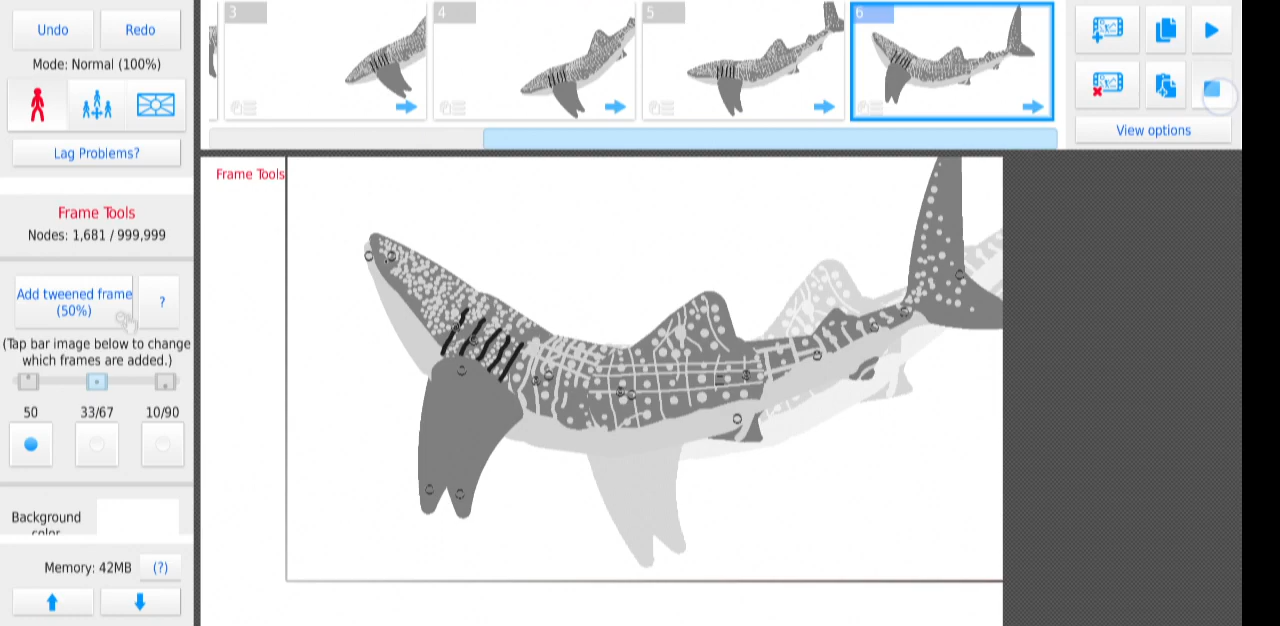 Undo
Redo
Mode: Normal (100%)
Lag Problems?
Frame Tools
Nodes: 1,681 / 999,999
Add tweened frame
(50%)
?
(Tap bar image below to change
which frames are added.)
50
33/67
10/90
Background
color
Memory: 42MB
(?)
3
4
5
6
View options
Frame Tools